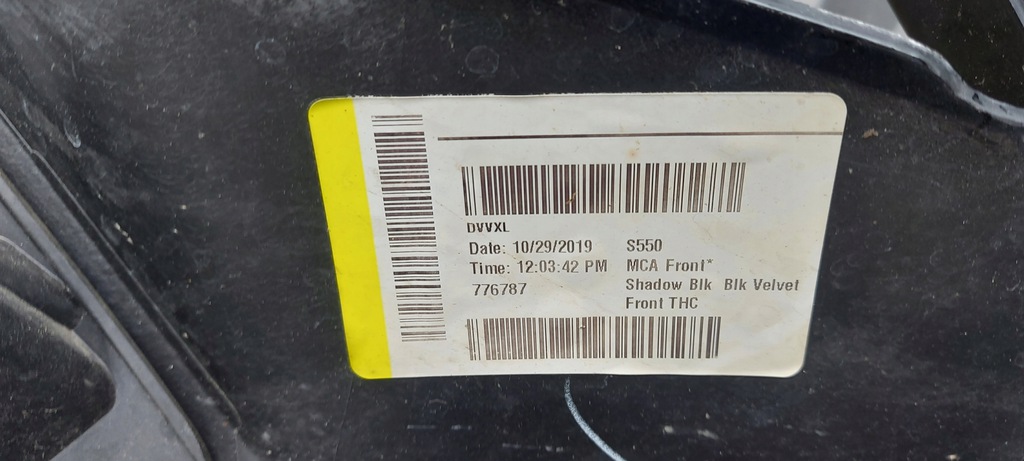 DVVXL
Date: 10/29/2019 S550
Time: 12:03:42 PM MCA Front*
776787 Shadow Blk Blk Velvet
Front THC